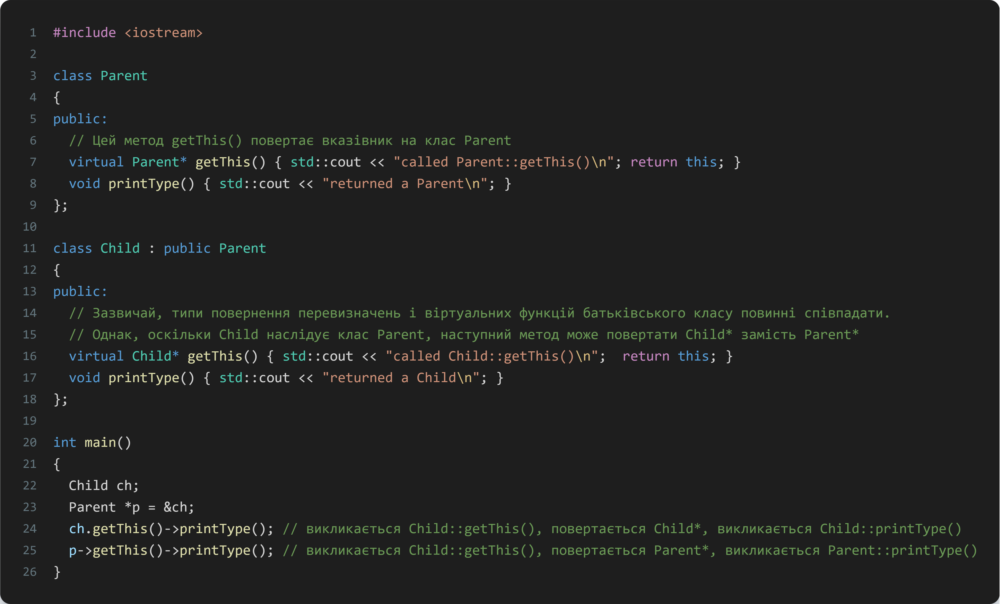 1 #include <iostream>
2
3 class Parent
4 {
5 public:
6 // Цей метод getThis() повертає вказівник на клас Parent
7 virtual Parent* getThis() { std::cout << "called Parent::getThis()\n"; return this; }
8 void printType() { std::cout << "returned a Parent\n"; }
9 };
10
11 class Child : public Parent
12 {
13 public:
14 // Зазвичай, типи повернення перевизначень і віртуальних функцій батьківського класу повинні співпадати.
15 // Однак, оскільки Child наслідує клас Parent, наступний метод може повертати Child* замість Parent*
16 virtual Child* getThis() { std::cout << "called Child::getThis()\n";  return this; }
17 void printType() { std::cout << "returned a Child\n"; }
18 };
19
20 int main()
21 {
22 Child ch;
23 Parent *p = &ch;
24 ch.getThis()->printType(); // викликається Child::getThis(), повертається Child*, викликається Child::printType()
25 p->getThis()->printType(); // викликається Child::getThis(), повертається Parent*, викликається Parent::printType()
26 }